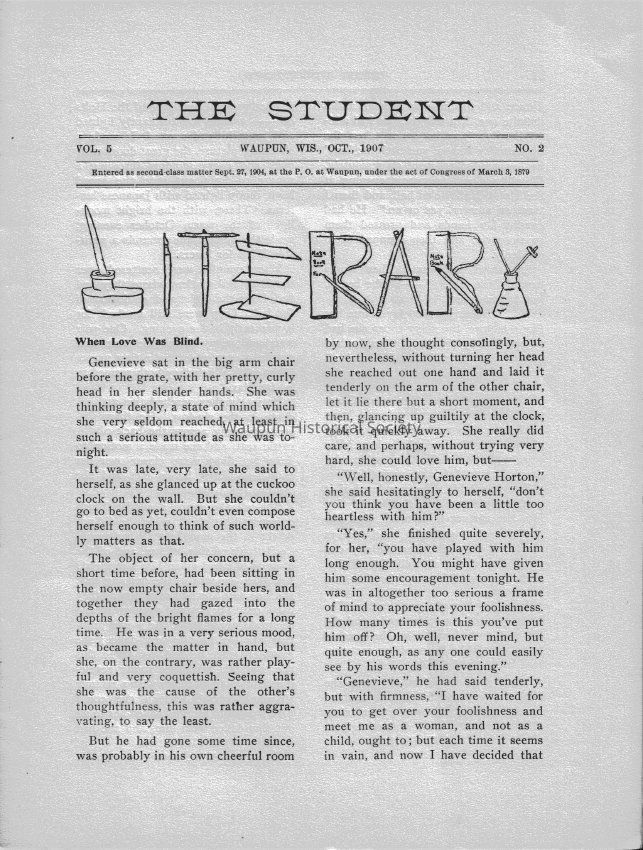 THE STUDENT
VOL. 5 WAUPUN, WIS., OCT., 1907 NO. 2
Entered as second-class matter Sept. 27, 1904, at the P. O. at Waupun, under the act of Congress of March 3, 1879
LITERARY
Note
Book
For
Note
Book
When Love Was Blind.
Genevieve sat in the big arm chair
before the grate, with her pretty, curly
head in her slender hands. She was
thinking deeply, a state of mind which
she very seldom reached, at least in
such a serious attitude as she was to-
night.
It was late, very late, she said to
herself, as she glanced up at the cuckoo
clock on the wall. But she couldn't
go to bed as yet, couldn't even compose
herself enough to think of such world-
ly matters as that.
The object of her concern, but a
short time before, had been sitting in
the now empty chair beside hers, and
together they had gazed into the
depths of the bright flames for a long
time. He was in a very serious mood,
as became the matter in hand, but
she, on the contrary, was rather play-
ful and very coquettish. Seeing that
she was the cause of the other's
thoughtfulness, this was rather aggra-
vating, to say the least.
But he had gone some time since,
was probably in his own cheerful room
by now, she thought consolingly, but,
nevertheless, without turning her head
she reached out one hand and laid it
tenderly on the arm of the other chair,
let it lie there but a short moment, and
then, glancing up guiltily at the clock,
took it quickly away. She really did
care, and perhaps, without trying very
hard, she could love him, but——
"Well, honestly, Genevieve Horton,"
she said hesitatingly to herself, "don't
you think you have been a little too
heartless with him?"
"Yes," she finished quite severely,
for her, "you have played with him
long enough. You might have given
him some encouragement tonight. He
was in altogether too serious a frame
of mind to appreciate your foolishness.
How many times is this you've put
him off? Oh, well, never mind, but
quite enough, as any one could easily
see by his words this evening."
"Genevieve," he had said tenderly,
but with firmness, "I have waited for
you to get over your foolishness and
meet me as a woman, and not as a
child, ought to; but each time it seems
in vain, and now I have decided that
Waupun Historical Society